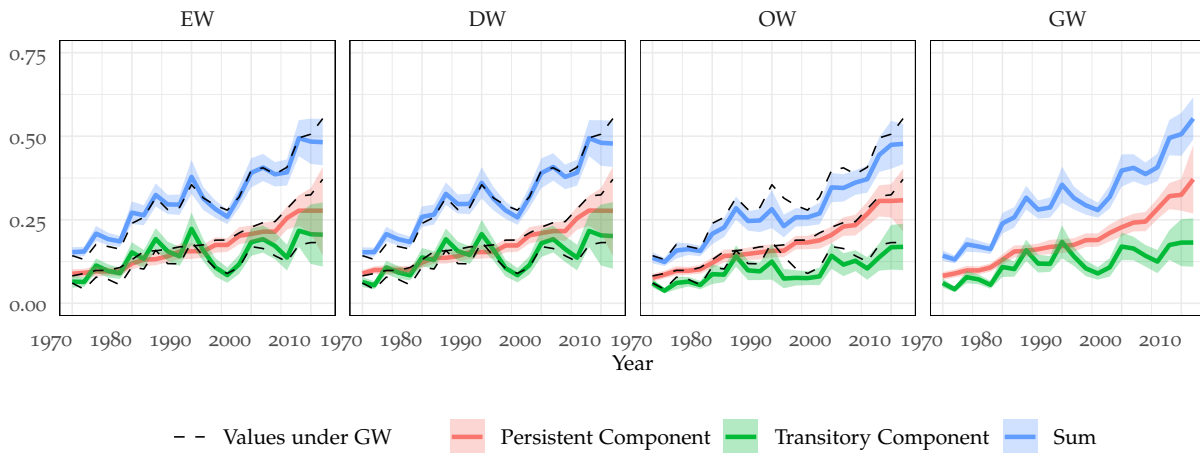 EW DW OW GW
0.75
0.50
0.25
0.00
1970 1980 1990 2000 1970 1980 1990 2000 2010 1970 1980 1990 2000 2010 1970 1980 1990 2000 2010
Year
Values under GW Persistent Component Transitory Component Sum